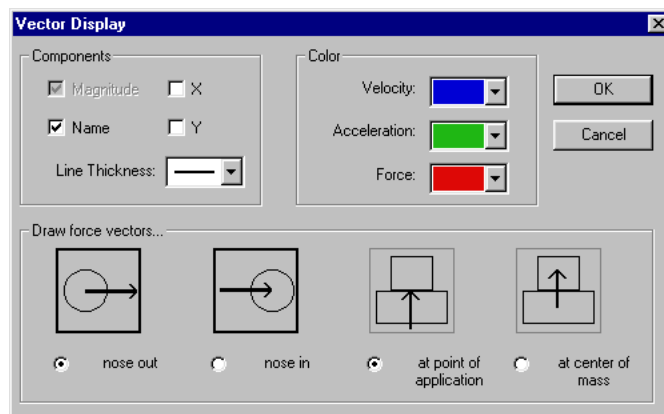 Vector Display
Components
Magnitude
X
Name
Y
Line Thickness:
Color
Velocity:
Acceleration:
Force:
OK
Cancel
Draw force vectors...
nose out
nose in
at point of
application
at center of
mass